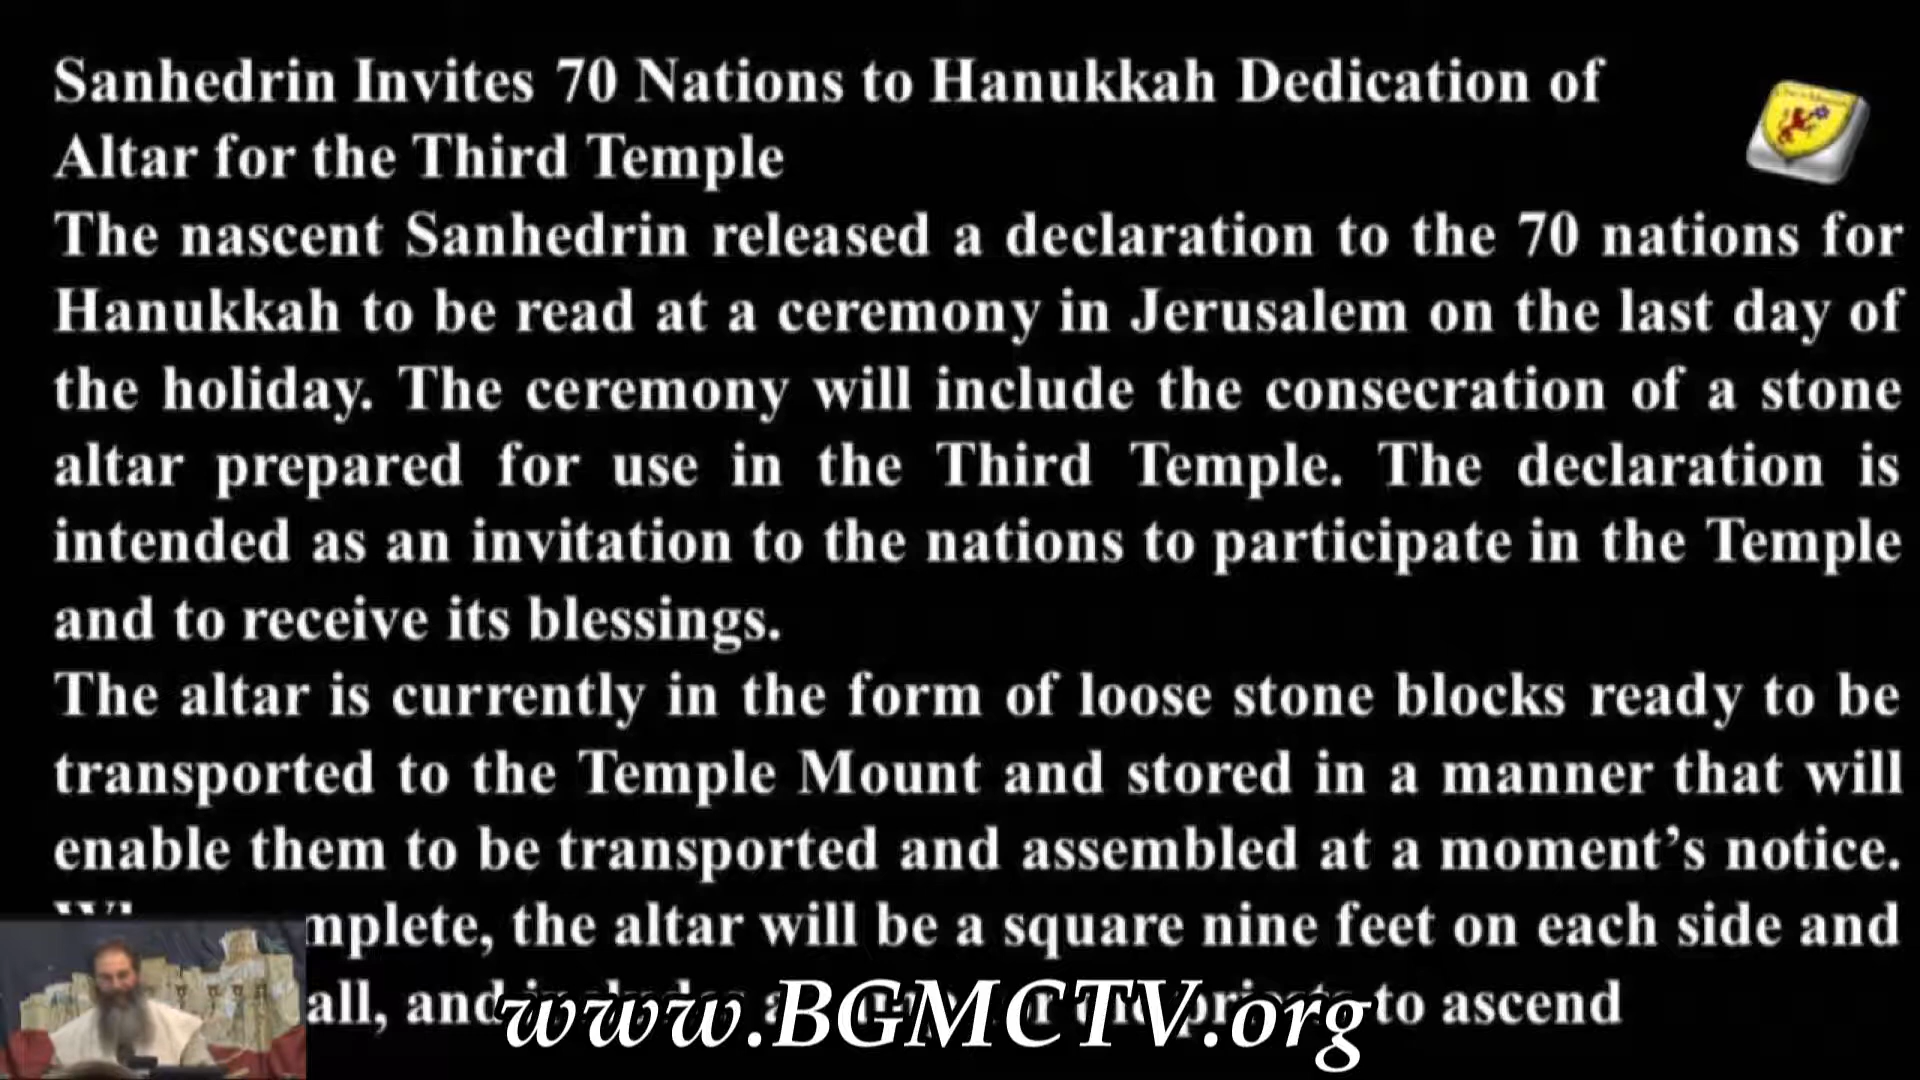 Sanhedrin Invites 70 Nations to Hanukkah Dedication of
Altar for the Third Temple
The nascent Sanhedrin released a declaration to the 70 nations for
Hanukkah to be read at a ceremony in Jerusalem on the last day of
the holiday. The ceremony will include the consecration of a stone
altar prepared for use in the Third Temple. The declaration is
intended as an invitation to the nations to participate in the Temple
and to receive its blessings.
The altar is currently in the form of loose stone blocks ready to be
transported to the Temple Mount and stored in a manner that will
enable them to be transported and assembled at a moment’s notice.
mplete, the altar will be a square nine feet on each side and
all, and to ascend
www.BGMCTV.org